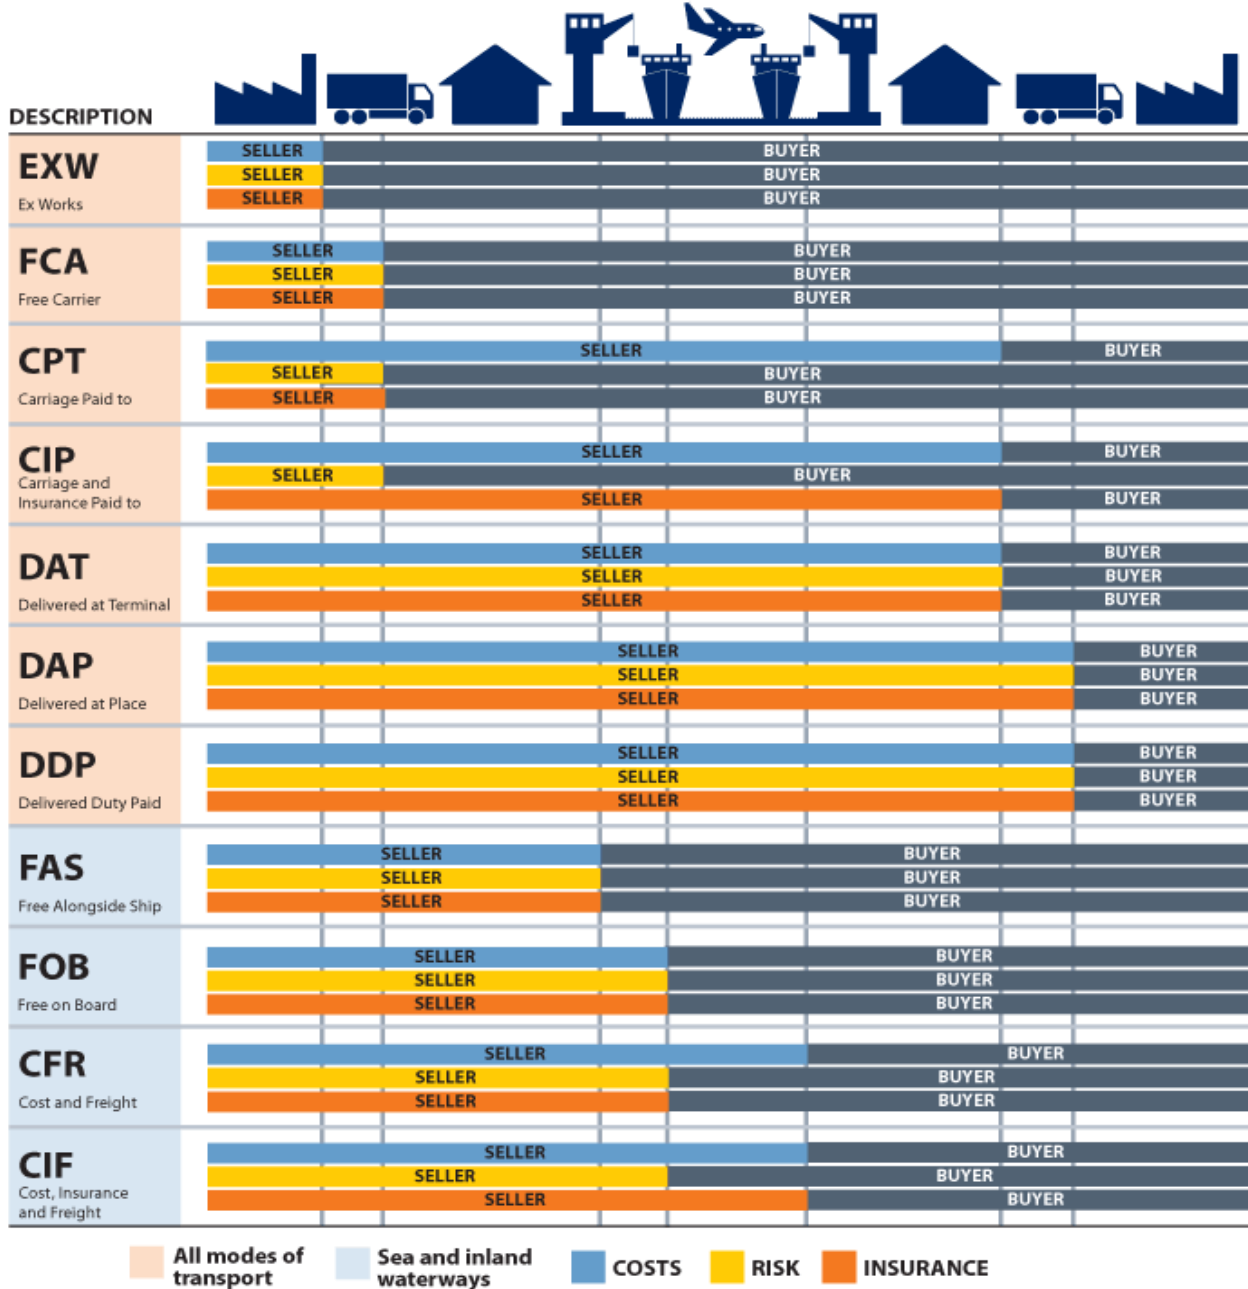 DESCRIPTION
EXW
Ex Works
SELLER BUYER
SELLER BUYER
SELLER BUYER
FCA
Free Carrier
SELLER BUYER
SELLER BUYER
SELLER BUYER
CPT
Carriage Paid to
SELLER BUYER
SELLER BUYER
SELLER BUYER
CIP
Carriage and
Insurance Paid to
SELLER BUYER
SELLER BUYER
SELLER BUYER
DAT
Delivered at Terminal
SELLER BUYER
SELLER BUYER
SELLER BUYER
DAP
Delivered at Place
SELLER BUYER
SELLER BUYER
SELLER BUYER
DDP
Delivered Duty Paid
SELLER BUYER
SELLER BUYER
SELLER BUYER
FAS
Free Alongside Ship
SELLER BUYER
SELLER BUYER
SELLER BUYER
FOB
Free on Board
SELLER BUYER
SELLER BUYER
SELLER BUYER
CFR
Cost and Freight
SELLER BUYER
SELLER BUYER
SELLER BUYER
CIF
Cost, Insurance
and Freight
SELLER BUYER
SELLER BUYER
SELLER BUYER
All modes of
transport
Sea and inland
waterways
COSTS
RISK
INSURANCE